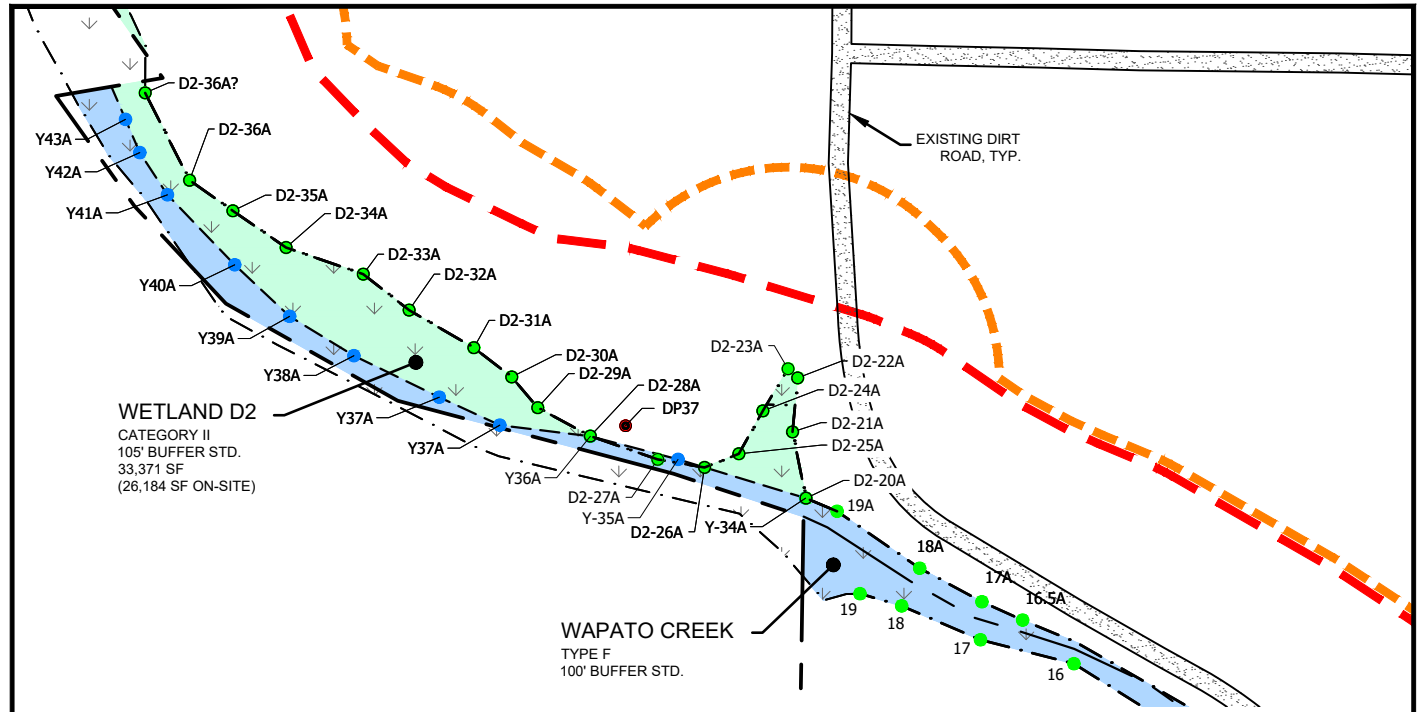 D2-36A?
Y43A
D2-36A
Y42A
EXISTING DIRT
ROAD, TYP.
D2-35A
Y41A
D2-34A
D2-33A
D2-32A
Y40A
D2-31A
Y39A
D2-23A
D2-30A
D2-22A
Y38A
D2-29A
D2-24A
D2-28A
WETLAND D2
CATEGORY II
105' BUFFER STD.
33,371 SF
(26,184 SF ON-SITE)
DP37
Y37A
D2-21A
Y37A
D2-25A
Y36A
D2-27A
D2-20A
Y-35A
19A
D2-26A
Y-34A
18A
17A
16.5A
19
18
WAPATO CREEK
TYPE F
100' BUFFER STD.
17
16